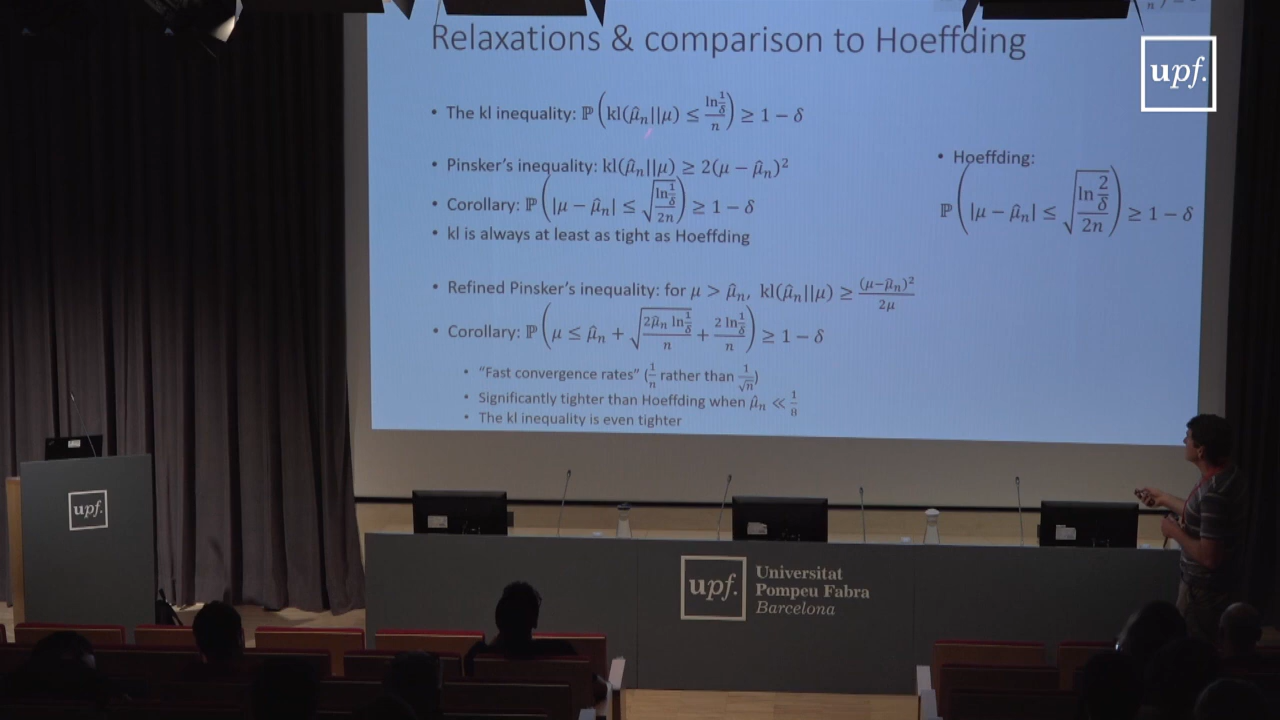 Relaxations & comparison to Hoeffding
• The kl inequality: ℙ(kl(μ̂ₙ||μ) ≤ ln(1/δ)/n) ≥ 1 − δ
• Pinsker's inequality: kl(μ̂ₙ||μ) ≥ 2(μ − μ̂ₙ)²
• Corollary: ℙ(|μ − μ̂ₙ| ≤ √(ln(1/δ)/2n)) ≥ 1 − δ
• kl is always at least as tight as Hoeffding
• Refined Pinsker's inequality: for μ > μ̂ₙ, kl(μ̂ₙ||μ) ≥ (μ−μ̂ₙ)²/2μ
• Corollary: ℙ(μ ≤ μ̂ₙ + √(2μ̂ₙ ln(1/δ)/n) + 2 ln(1/δ)/n) ≥ 1 − δ
• "Fast convergence rates" (1/n rather than 1/√n)
• Significantly tighter than Hoeffding when μ̂ₙ ≪ 1/8
• The kl inequality is even tighter
• Hoeffding:
ℙ(|μ − μ̂ₙ| ≤ √(ln(2/δ)/2n)) ≥ 1 − δ
upf.
upf.
upf.
Universitat
Pompeu Fabra
Barcelona